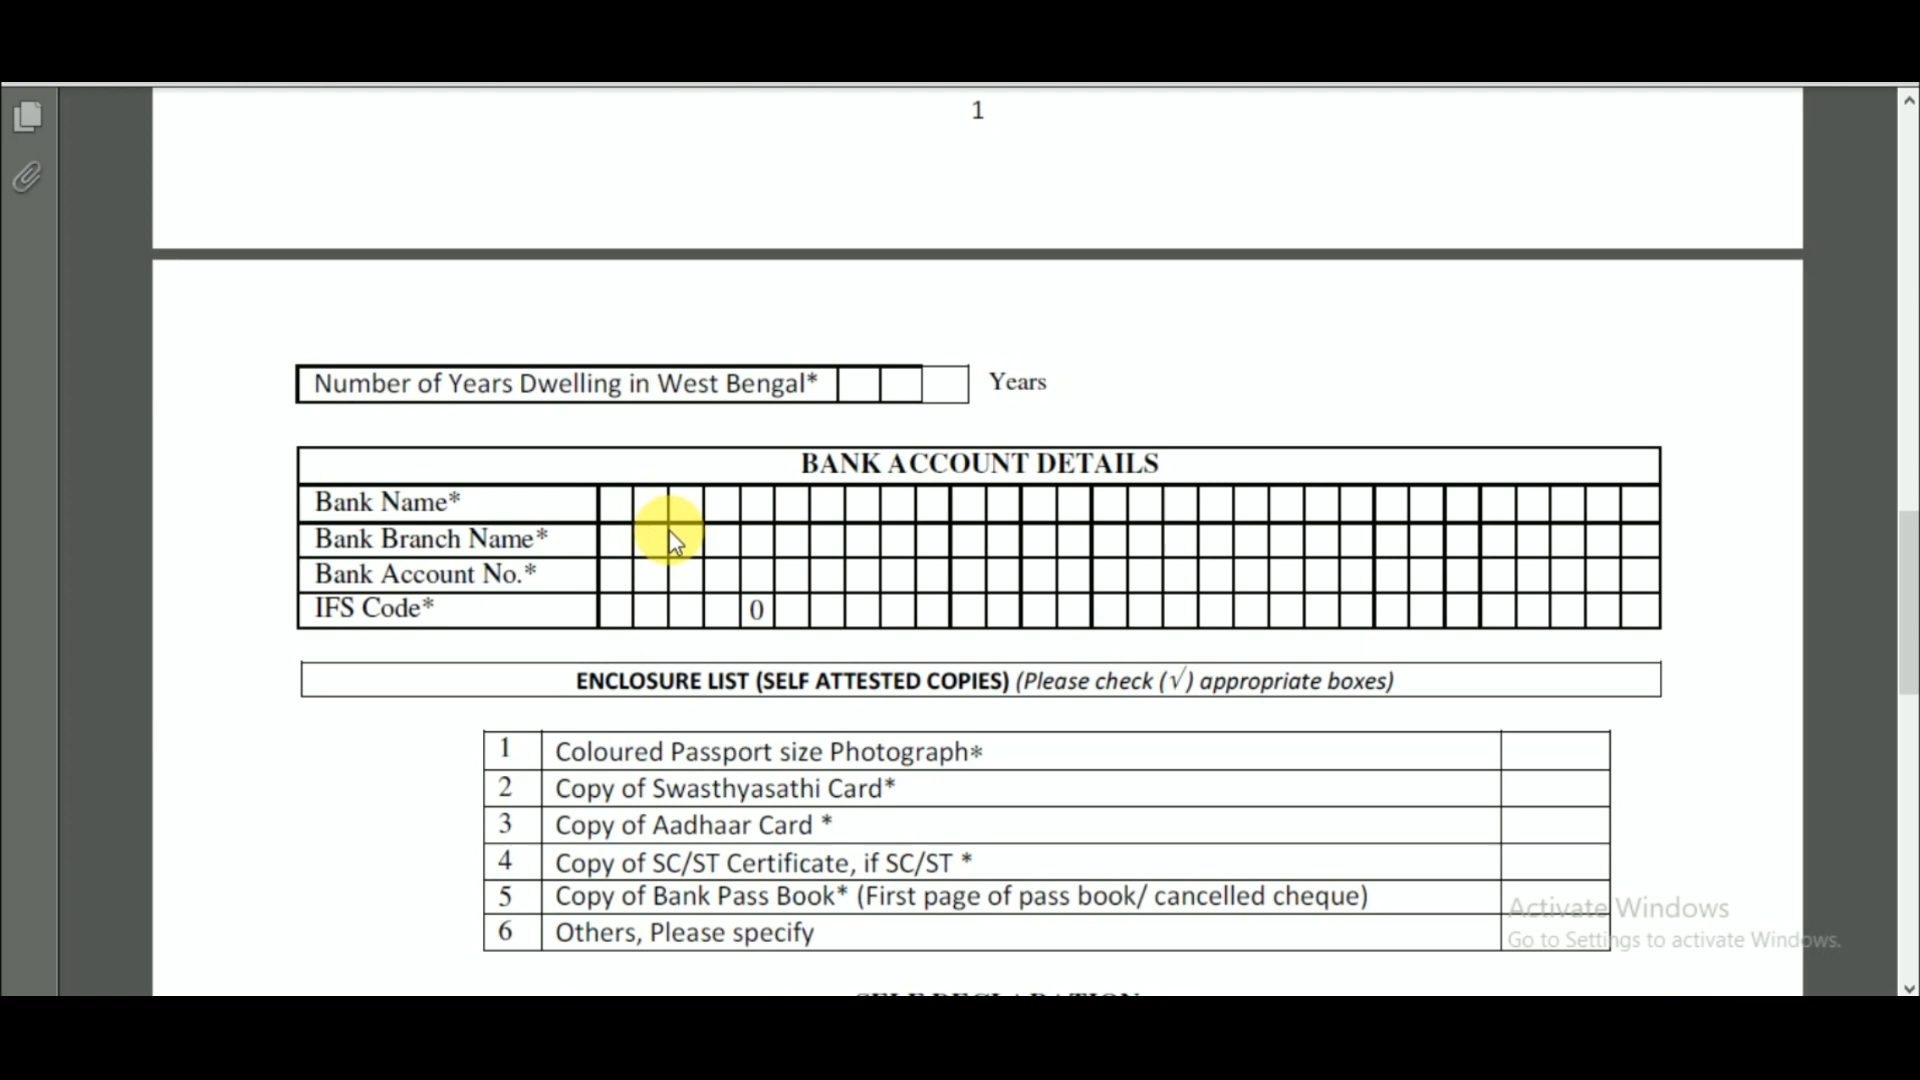 1
Number of Years Dwelling in West Bengal* Years
BANK ACCOUNT DETAILS
Bank Name*
Bank Branch Name*
Bank Account No.*
IFS Code* 0
ENCLOSURE LIST (SELF ATTESTED COPIES) (Please check (√) appropriate boxes)
1 Coloured Passport size Photograph*
2 Copy of Swasthyasathi Card*
3 Copy of Aadhaar Card *
4 Copy of SC/ST Certificate, if SC/ST *
5 Copy of Bank Pass Book* (First page of pass book/ cancelled cheque)
6 Others, Please specify
Activate Windows
Go to Settings to activate Windows.